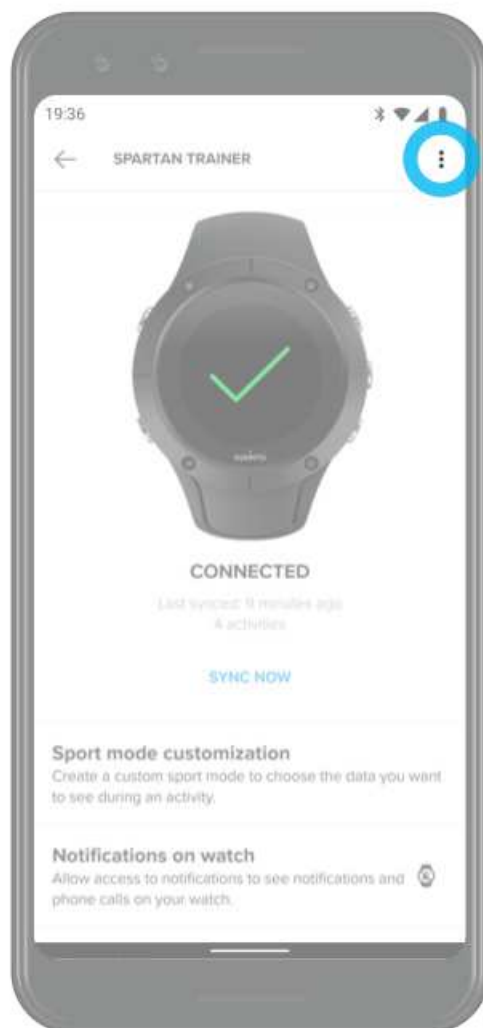 19:36
SPARTAN TRAINER
SUUNTO
CONNECTED
Last synced: 9 minutes ago
4 activities
SYNC NOW
Sport mode customization
Create a custom sport mode to choose the data you want
to see during an activity.
Notifications on watch
Allow access to notifications to see notifications and
phone calls on your watch.